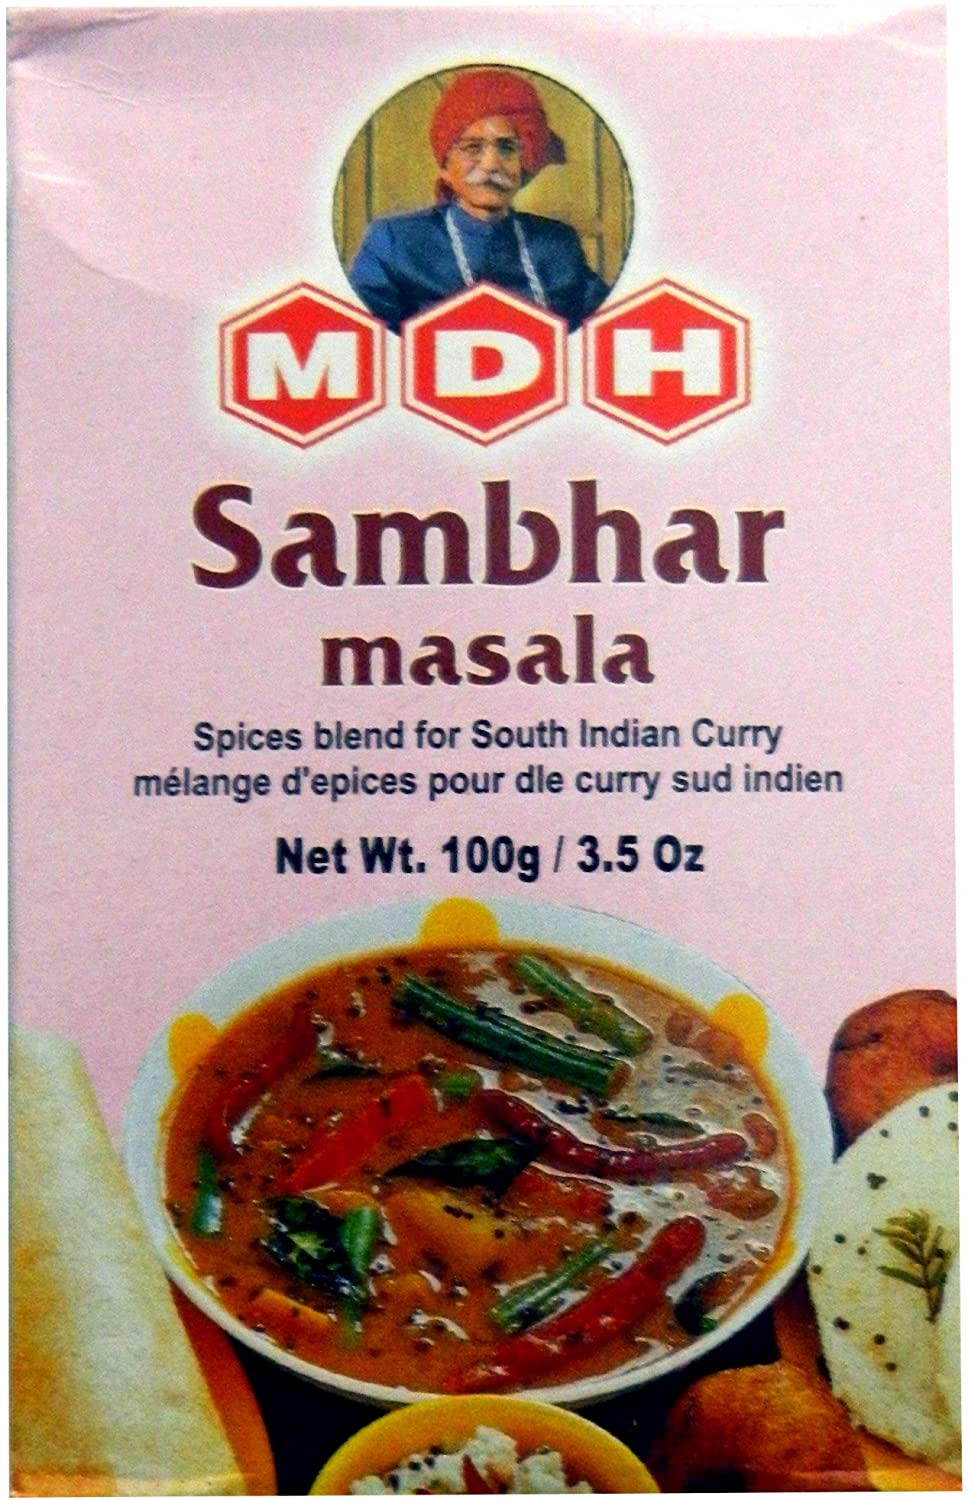 MDH
Sambhar
masala
Spices blend for South Indian Curry
mélange d'epices pour dle curry sud indien
Net Wt. 100g / 3.5 Oz